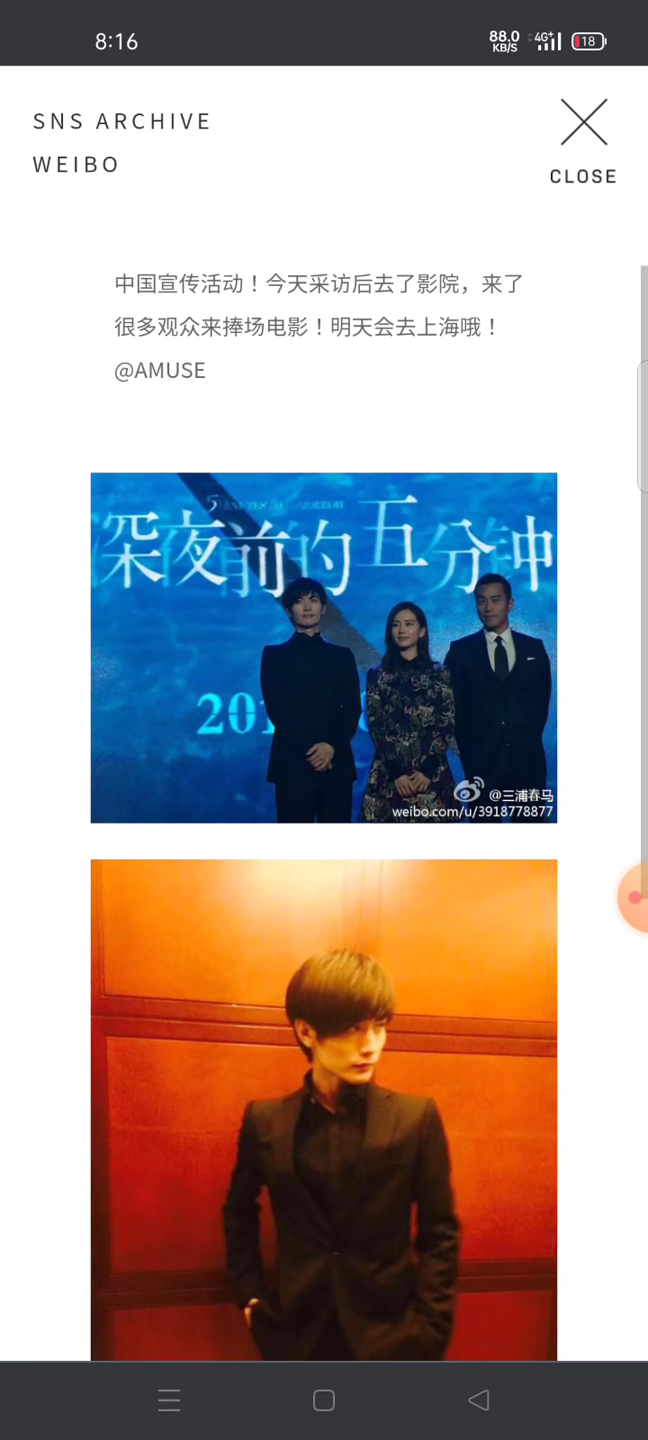 8:16
88.0
KB/S
4G+
18
SNS ARCHIVE
WEIBO
CLOSE
中国宣传活动！今天采访后去了影院，来了
很多观众来捧场电影！明天会去上海哦！
@AMUSE
深夜前的五分钟
201
@三浦春马
weibo.com/u/3918778877